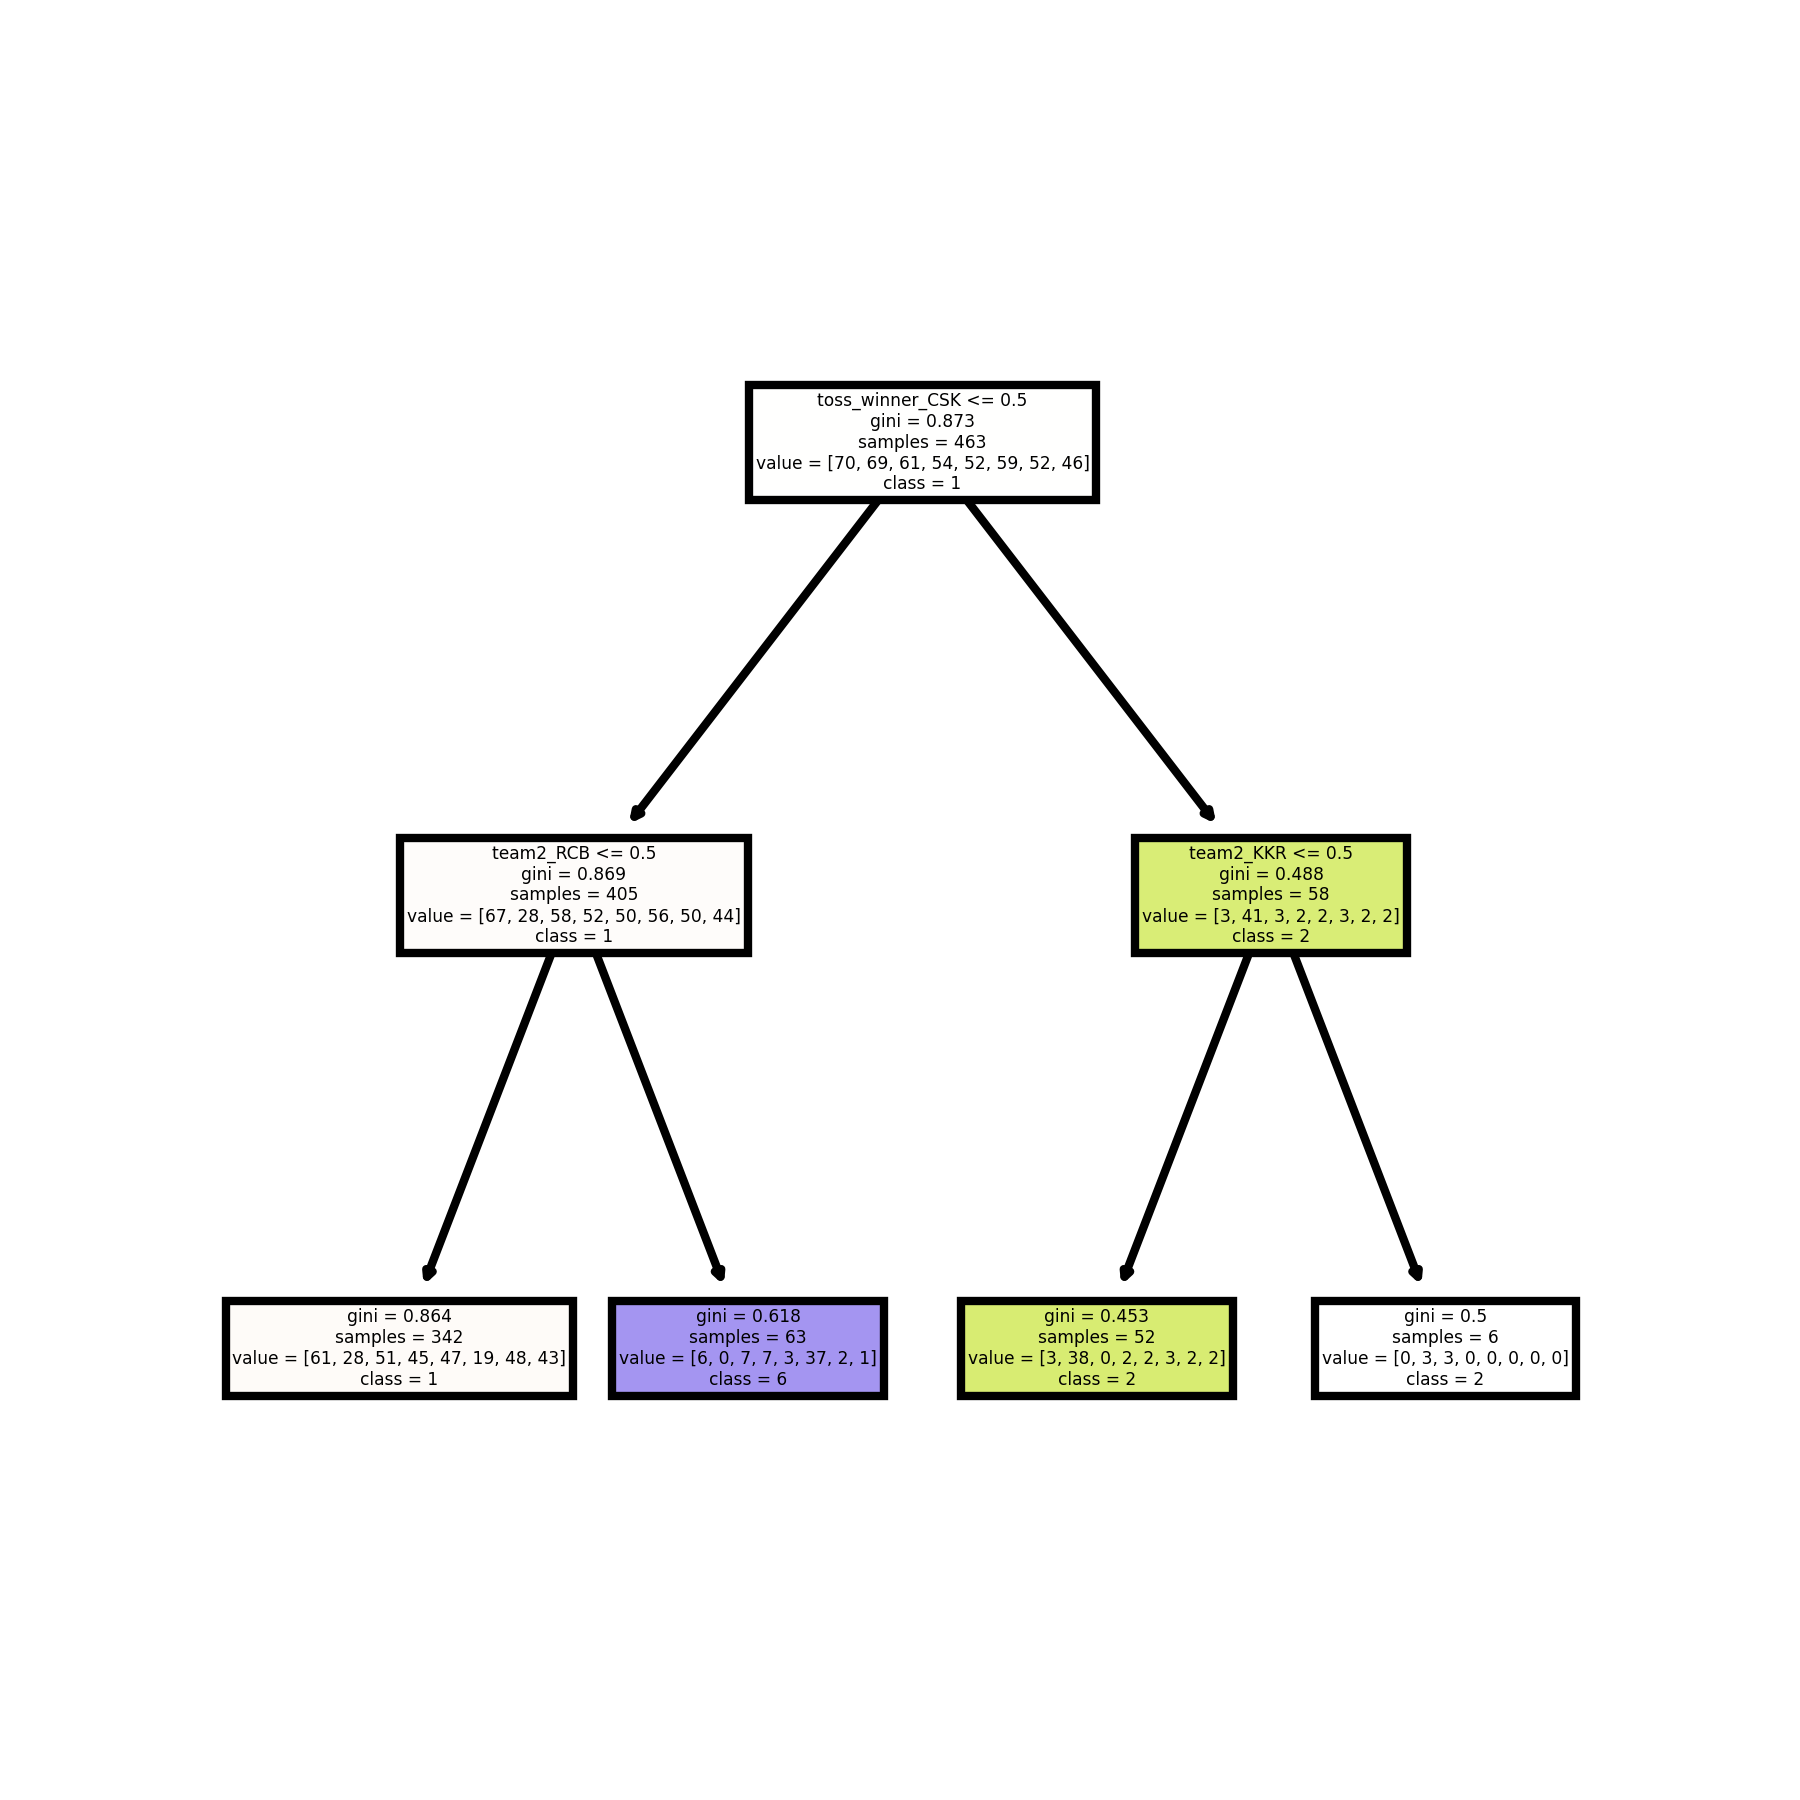 toss_winner_CSK <= 0.5
gini = 0.873
samples = 463
value = [70, 69, 61, 54, 52, 59, 52, 46]
class = 1
team2_RCB <= 0.5
gini = 0.869
samples = 405
value = [67, 28, 58, 52, 50, 56, 50, 44]
class = 1
team2_KKR <= 0.5
gini = 0.488
samples = 58
value = [3, 41, 3, 2, 2, 3, 2, 2]
class = 2
gini = 0.864
samples = 342
value = [61, 28, 51, 45, 47, 19, 48, 43]
class = 1
gini = 0.618
samples = 63
value = [6, 0, 7, 7, 3, 37, 2, 1]
class = 6
gini = 0.453
samples = 52
value = [3, 38, 0, 2, 2, 3, 2, 2]
class = 2
gini = 0.5
samples = 6
value = [0, 3, 3, 0, 0, 0, 0, 0]
class = 2